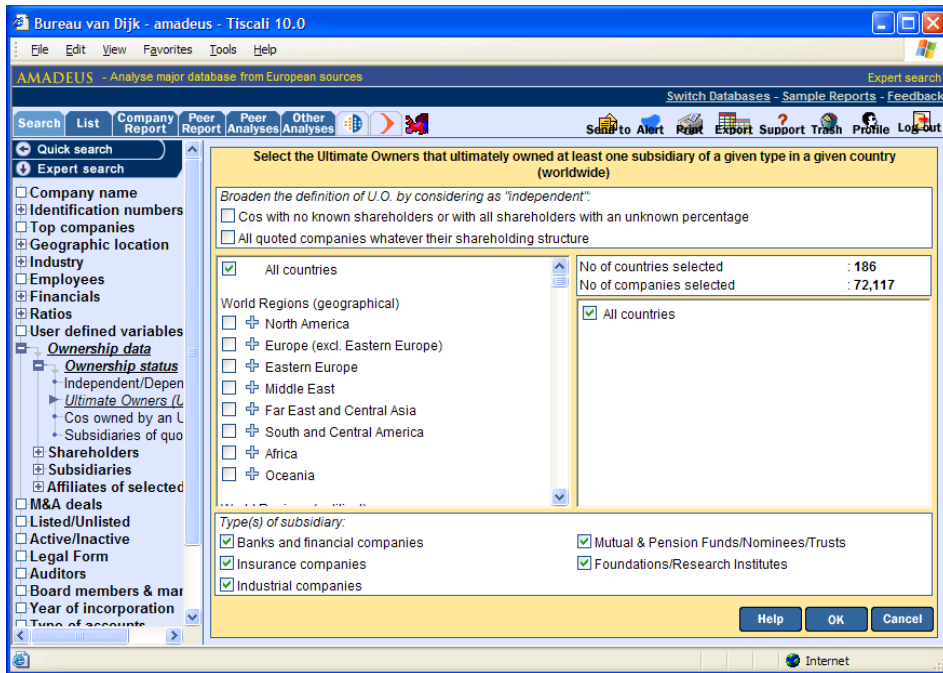 Bureau van Dijk - amadeus - Tiscali 10.0
File Edit View Favorites Tools Help
AMADEUS - Analyse major database from European sources Expert search
Switch Databases - Sample Reports - Feedback
Search List Company Report Peer Report Peer Analyses Other Analyses Send to Alert Print Export Support Trash Profile Logout
Quick search
Expert search
Company name
Identification numbers
Top companies
Geographic location
Industry
Employees
Financials
Ratios
User defined variables
Ownership data
Ownership status
Independent/Depen
Ultimate Owners (U
Cos owned by an U
Subsidiaries of quo
Shareholders
Subsidiaries
Affiliates of selected
M&A deals
Listed/Unlisted
Active/Inactive
Legal Form
Auditors
Board members & mar
Year of incorporation
Type of accounts
Select the Ultimate Owners that ultimately owned at least one subsidiary of a given type in a given country
(worldwide)
Broaden the definition of U.O. by considering as "independent":
Cos with no known shareholders or with all shareholders with an unknown percentage
All quoted companies whatever their shareholding structure
All countries
World Regions (geographical)
North America
Europe (excl. Eastern Europe)
Eastern Europe
Middle East
Far East and Central Asia
South and Central America
Africa
Oceania
No of countries selected : 186
No of companies selected : 72,117
All countries
Type(s) of subsidiary:
Banks and financial companies Mutual & Pension Funds/Nominees/Trusts
Insurance companies Foundations/Research Institutes
Industrial companies
Help OK Cancel
Internet